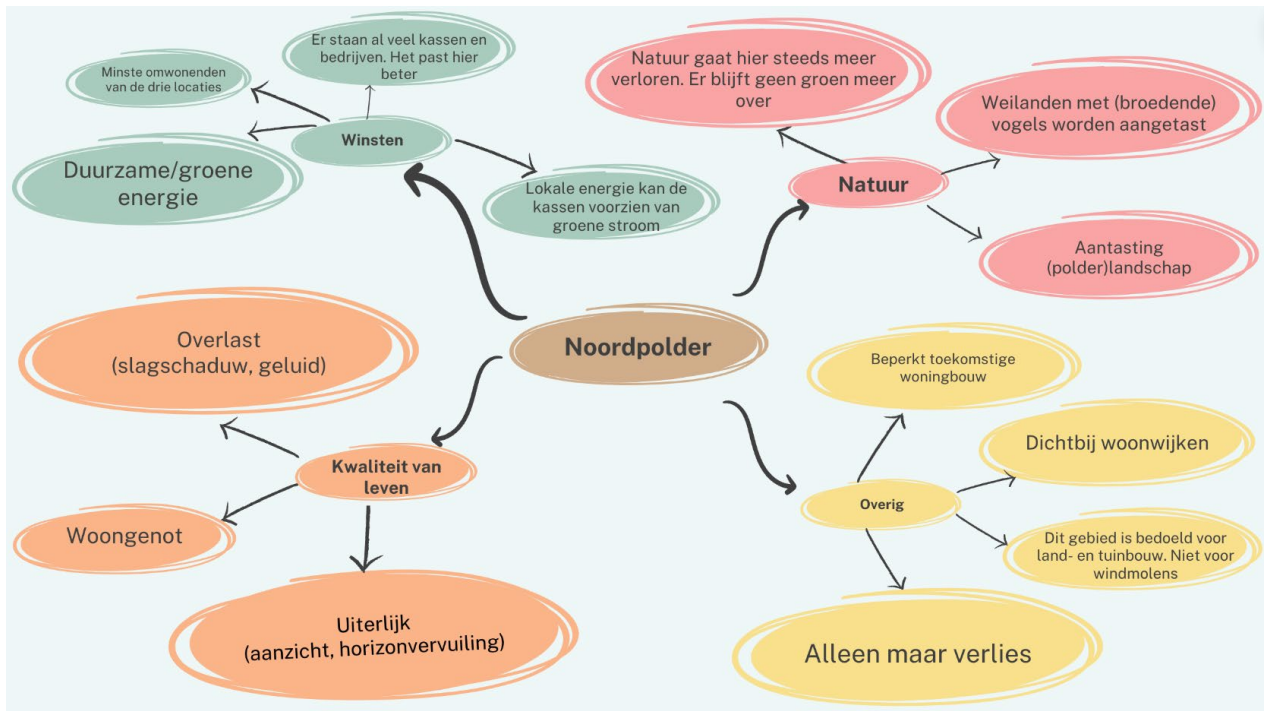 Er staan al veel kassen en
bedrijven. Het past hier
beter
Minste omwonenden
van de drie locaties
Winsten
Duurzame/groene
energie
Lokale energie kan de
kassen voorzien van
groene stroom
Natuur gaat hier steeds meer
verloren. Er blijft geen groen meer
over
Weilanden met (broedende)
vogels worden aangetast
Natuur
Aantasting
(polder)landschap
Noordpolder
Overlast
(slagschaduw, geluid)
Kwaliteit van
leven
Woongenot
Uiterlijk
(aanzicht, horizonvervuiling)
Beperkt toekomstige
woningbouw
Dichtbij woonwijken
Overig
Dit gebied is bedoeld voor
land- en tuinbouw. Niet voor
windmolens
Alleen maar verlies